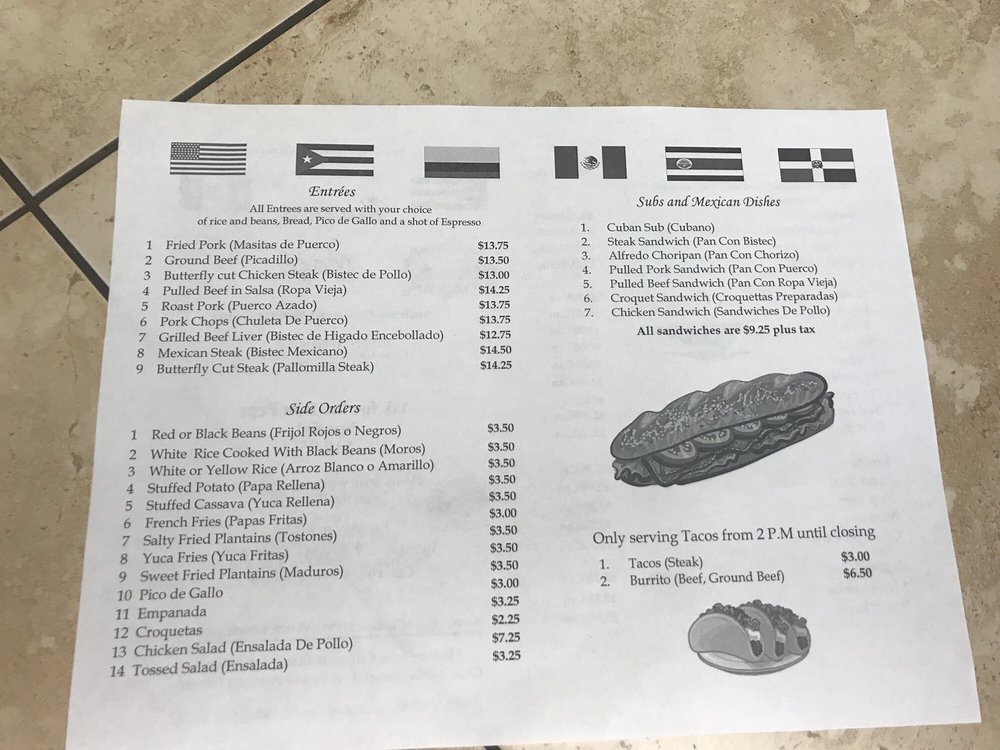 Entrées
All Entrees are served with your choice
of rice and beans, Bread, Pico de Gallo and a shot of Espresso
1 Fried Pork (Masitas de Puerco) $13.75
2 Ground Beef (Picadillo) $13.50
3 Butterfly cut Chicken Steak (Bistec de Pollo) $13.00
4 Pulled Beef in Salsa (Ropa Vieja) $14.25
5 Roast Pork (Puerco Azado) $13.75
6 Pork Chops (Chuleta De Puerco) $13.75
7 Grilled Beef Liver (Bistec de Higado Encebollado) $12.75
8 Mexican Steak (Bistec Mexicano) $14.50
9 Butterfly Cut Steak (Pallomilla Steak) $14.25
Side Orders
1 Red or Black Beans (Frijol Rojos o Negros) $3.50
2 White Rice Cooked With Black Beans (Moros) $3.50
3 White or Yellow Rice (Arroz Blanco o Amarillo) $3.50
4 Stuffed Potato (Papa Rellena) $3.50
5 Stuffed Cassava (Yuca Rellena) $3.50
6 French Fries (Papas Fritas) $3.00
7 Salty Fried Plantains (Tostones) $3.50
8 Yuca Fries (Yuca Fritas) $3.50
9 Sweet Fried Plantains (Maduros) $3.50
10 Pico de Gallo $3.00
11 Empanada $3.25
12 Croquetas $2.25
13 Chicken Salad (Ensalada De Pollo) $7.25
14 Tossed Salad (Ensalada) $3.25
Subs and Mexican Dishes
1. Cuban Sub (Cubano)
2. Steak Sandwich (Pan Con Bistec)
3. Alfredo Choripan (Pan Con Chorizo)
4. Pulled Pork Sandwich (Pan Con Puerco)
5. Pulled Beef Sandwich (Pan Con Ropa Vieja)
6. Croquet Sandwich (Croquettas Preparadas)
7. Chicken Sandwich (Sandwiches De Pollo)
All sandwiches are $9.25 plus tax
Only serving Tacos from 2 P.M until closing
1. Tacos (Steak) $3.00
2. Burrito (Beef, Ground Beef) $6.50